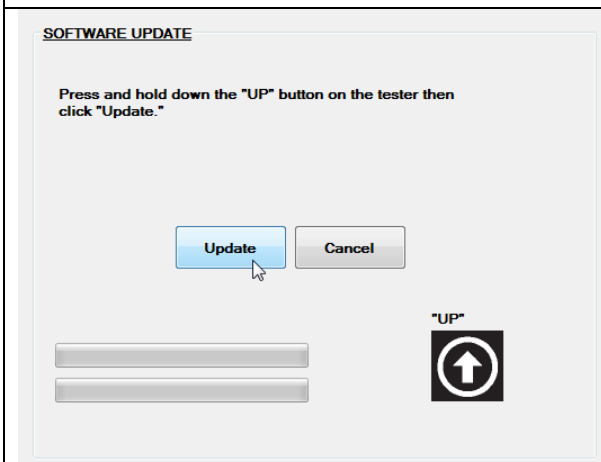 SOFTWARE UPDATE
Press and hold down the "UP" button on the tester then
click "Update."
Update
Cancel
"UP"